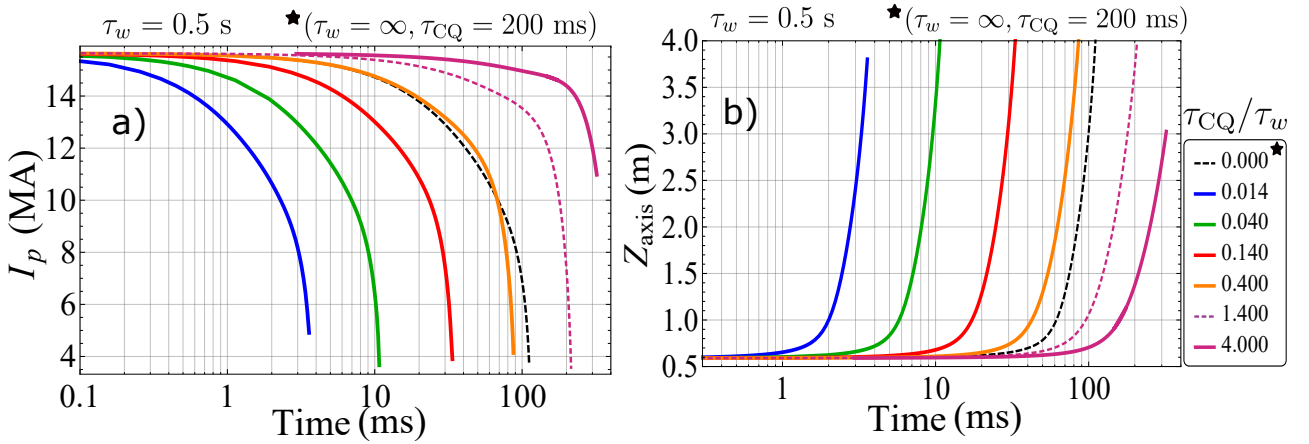 τ_w = 0.5 s ★(τ_w = ∞, τ_CQ = 200 ms)
a)
I_p (MA)
14
12
10
8
6
4
0.1 1 10 100
Time (ms)
τ_w = 0.5 s ★(τ_w = ∞, τ_CQ = 200 ms)
b)
Z_axis (m)
4.0
3.5
3.0
2.5
2.0
1.5
1.0
0.5
1 10 100
Time (ms)
τ_CQ/τ_w
0.000★
0.014
0.040
0.140
0.400
1.400
4.000